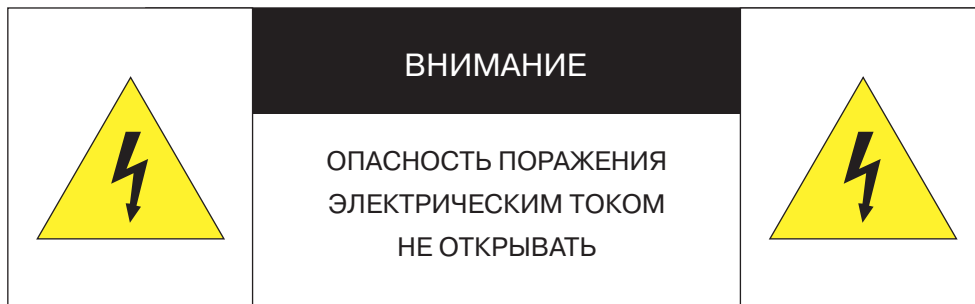 ВНИМАНИЕ
ОПАСНОСТЬ ПОРАЖЕНИЯ
ЭЛЕКТРИЧЕСКИМ ТОКОМ
НЕ ОТКРЫВАТЬ